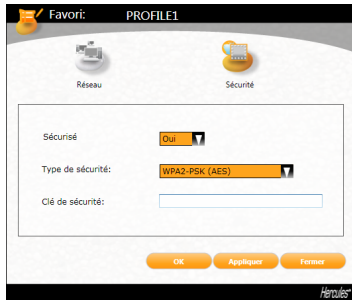 Favori: PROFILE1
Réseau
Sécurité
Sécurisé
Oui
Type de sécurité:
WPA2-PSK (AES)
Clé de sécurité:
OK
Appliquer
Fermer
Hercules